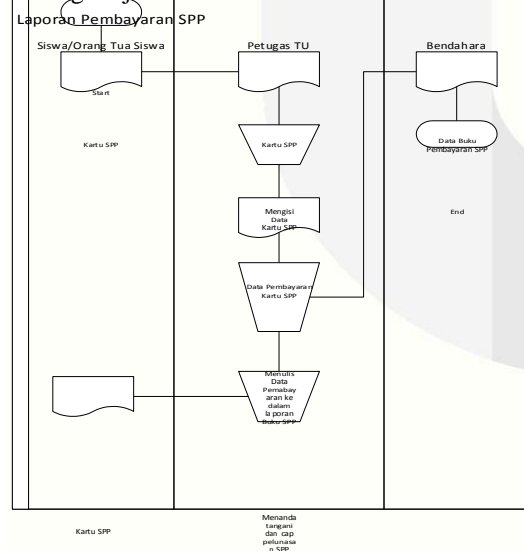 Laporan Pembayaran SPP
Siswa/Orang Tua Siswa
Petugas TU
Bendahara
Start
Kartu SPP
Kartu SPP
Data Buku
Pembayaran SPP
Mengisi
Data
Kartu SPP
End
Data Pembayaran
Kartu SPP
Menulis
Data
Pemabay
aran ke
dalam
laporan
Buku SPP
Kartu SPP
Menanda
tangani
dan cap
pelunasa
n SPP